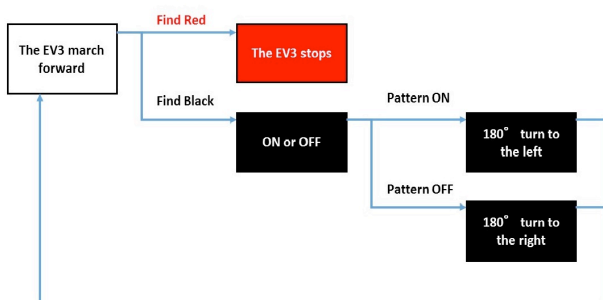 Find Red
The EV3 march
forward
The EV3 stops
Find Black
ON or OFF
Pattern ON
180° turn to
the left
Pattern OFF
180° turn to
the right